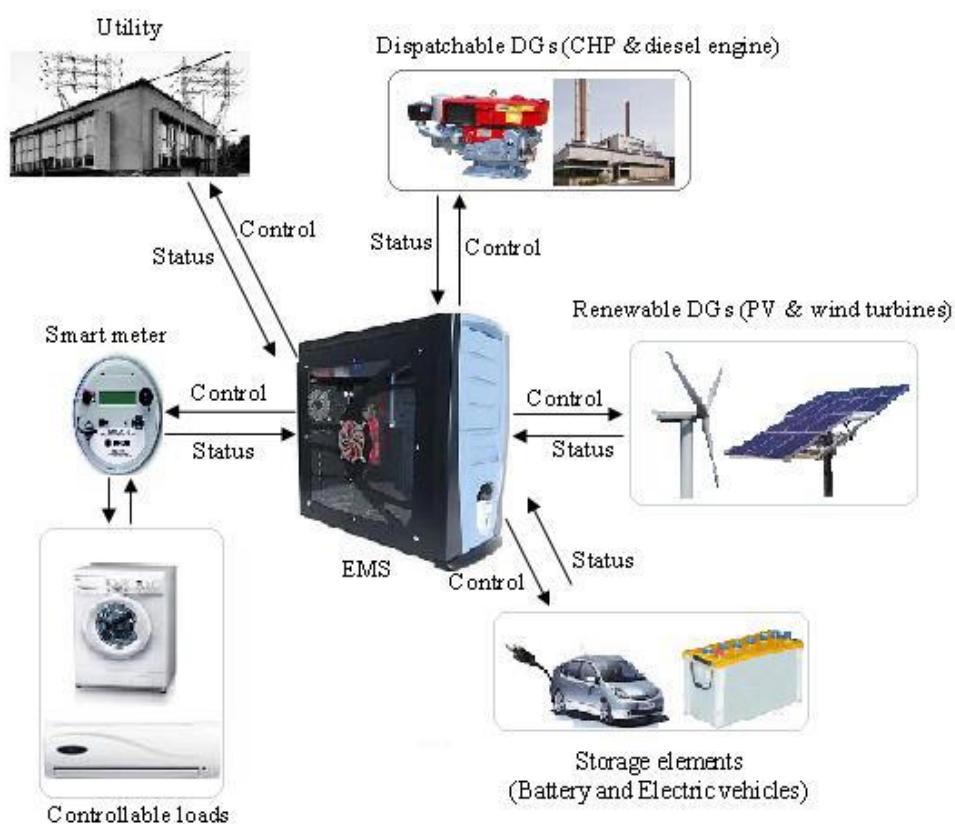 Utility
Dispatchable DGs (CHP & diesel engine)
Control
Status
Status
Control
Renewable DGs (PV & wind turbines)
Smart meter
Control
Status
Control
Status
EMS
Control
Status
Storage elements
(Battery and Electric vehicles)
Controllable loads